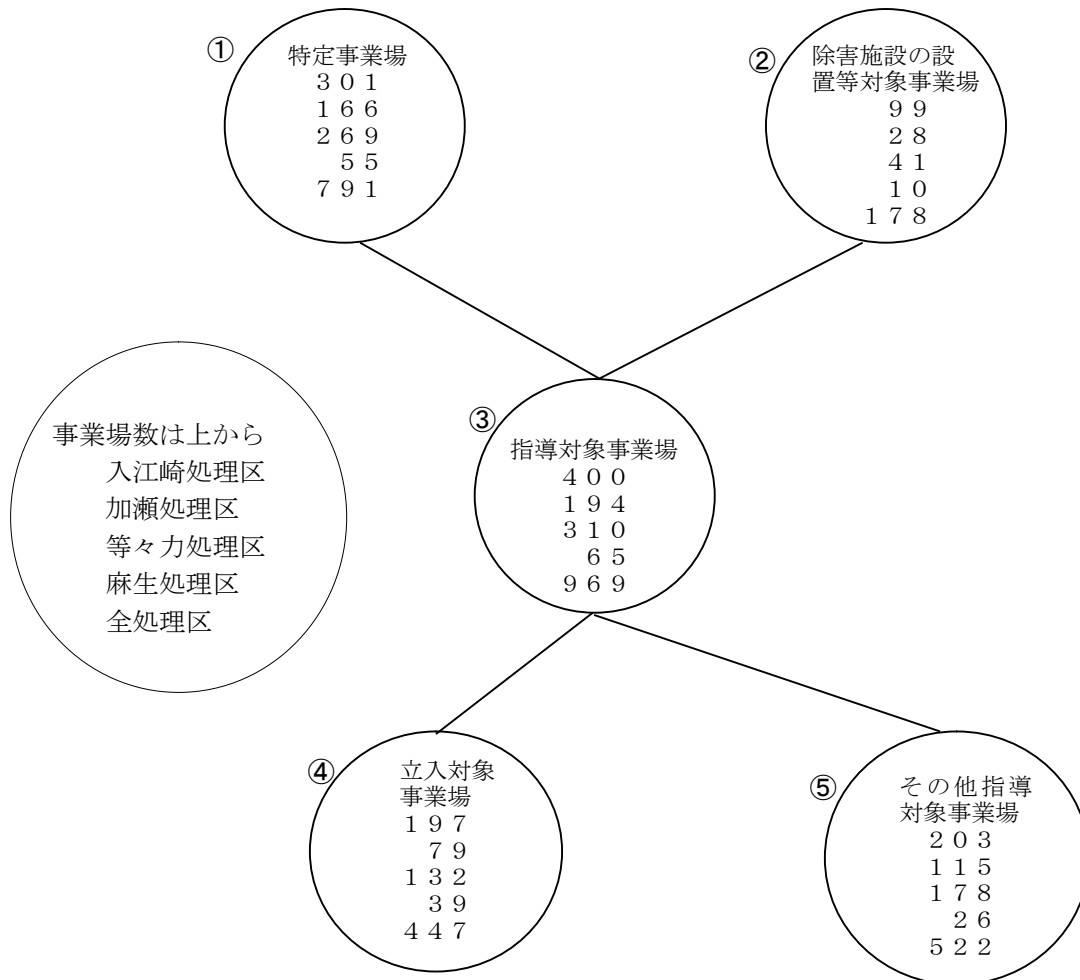 ①
特定事業場
３０１
１６６
２６９
５５
７９１
②
除害施設の設
置等対象事業場
９９
２８
４１
１０
１７８
事業場数は上から
入江崎処理区
加瀬処理区
等々力処理区
麻生処理区
全処理区
③
指導対象事業場
４００
１９４
３１０
６５
９６９
④
立入対象
事業場
１９７
７９
１３２
３９
４４７
⑤
その他指導
対象事業場
２０３
１１５
１７８
２６
５２２